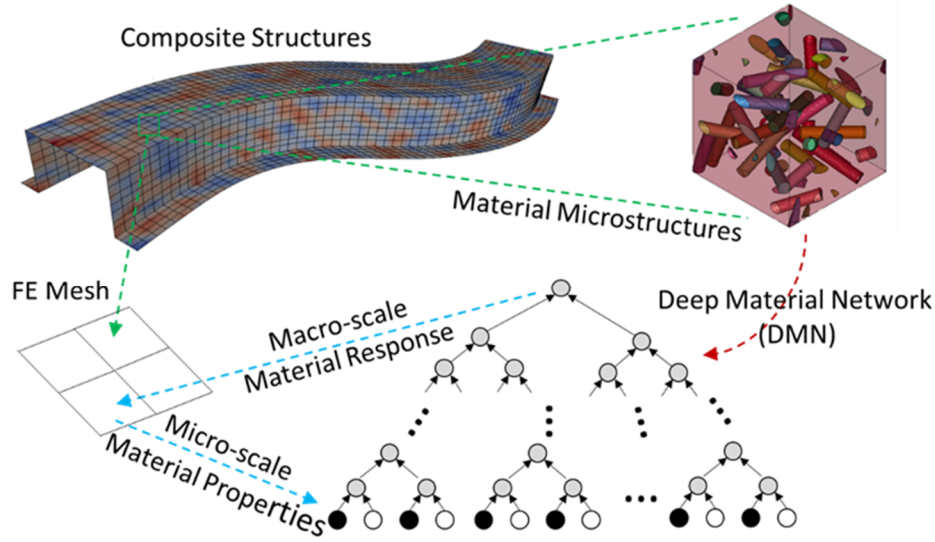 Composite Structures
Material Microstructures
FE Mesh
Deep Material Network
(DMN)
Macro-scale
Material Response
Micro-scale
Material Properties